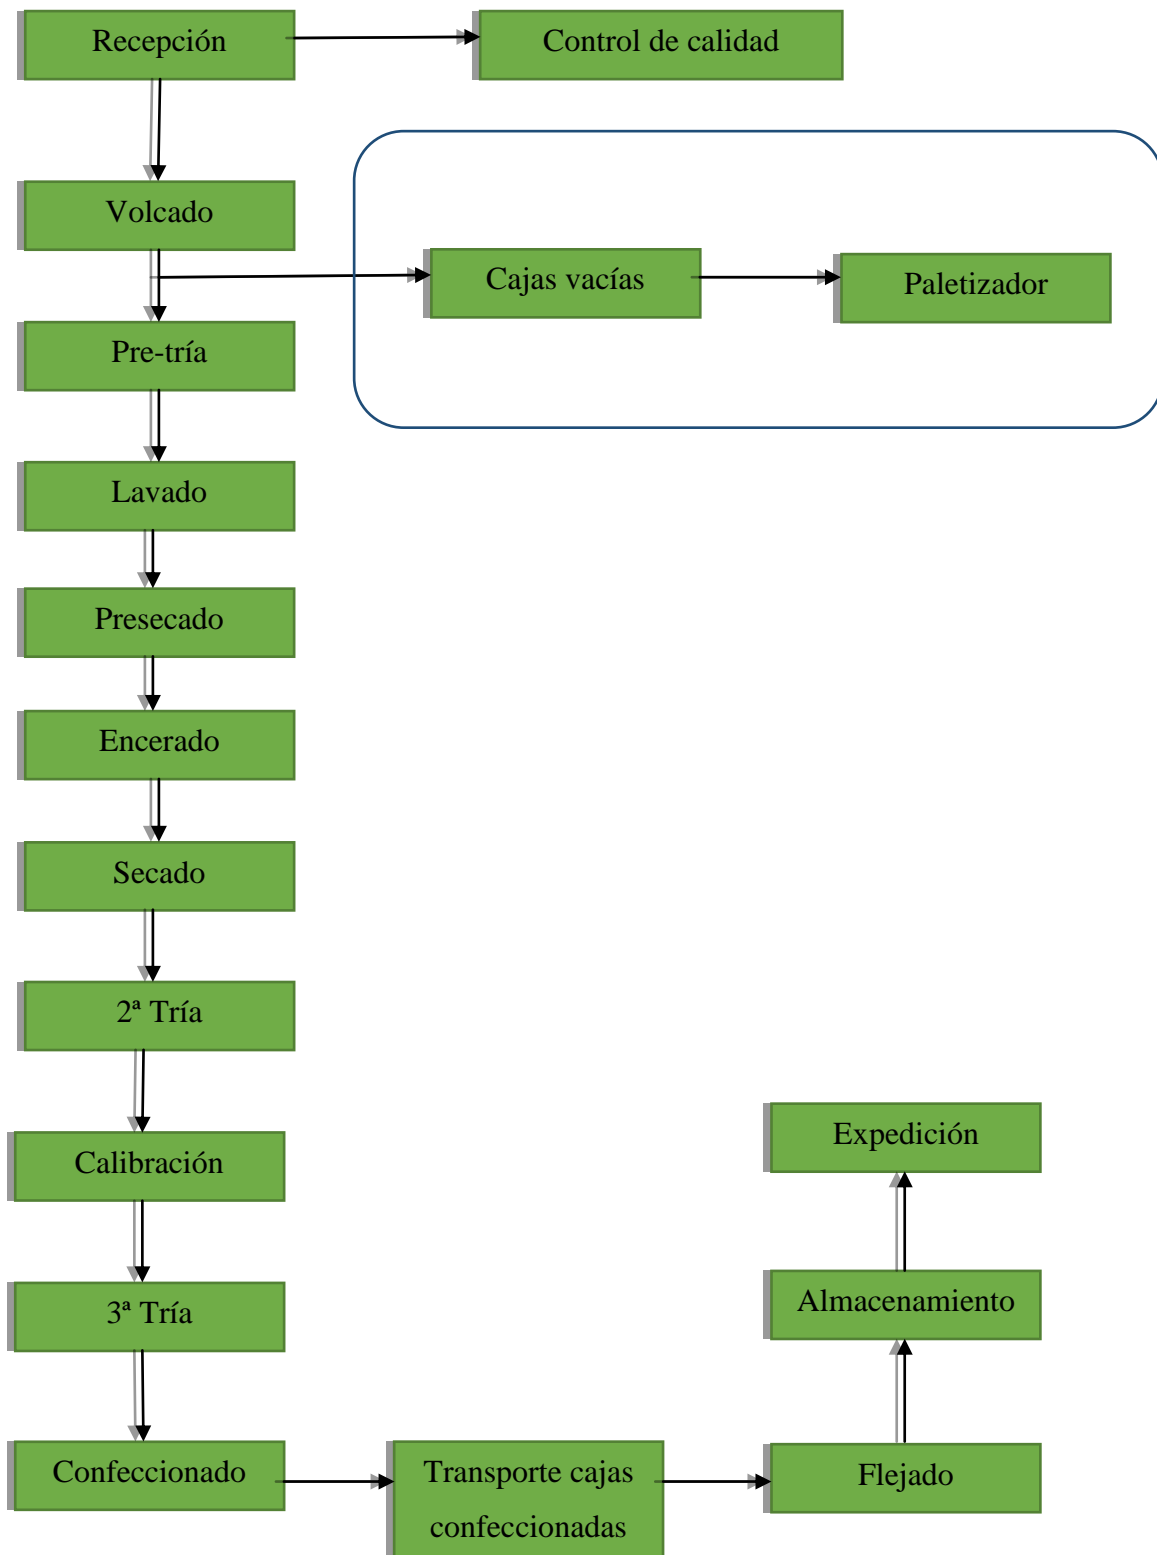 Recepción
Control de calidad
Volcado
Cajas vacías
Paletizador
Pre-tría
Lavado
Presecado
Encerado
Secado
2ª Tría
Calibración
3ª Tría
Confeccionado
Transporte cajas
confeccionadas
Flejado
Almacenamiento
Expedición